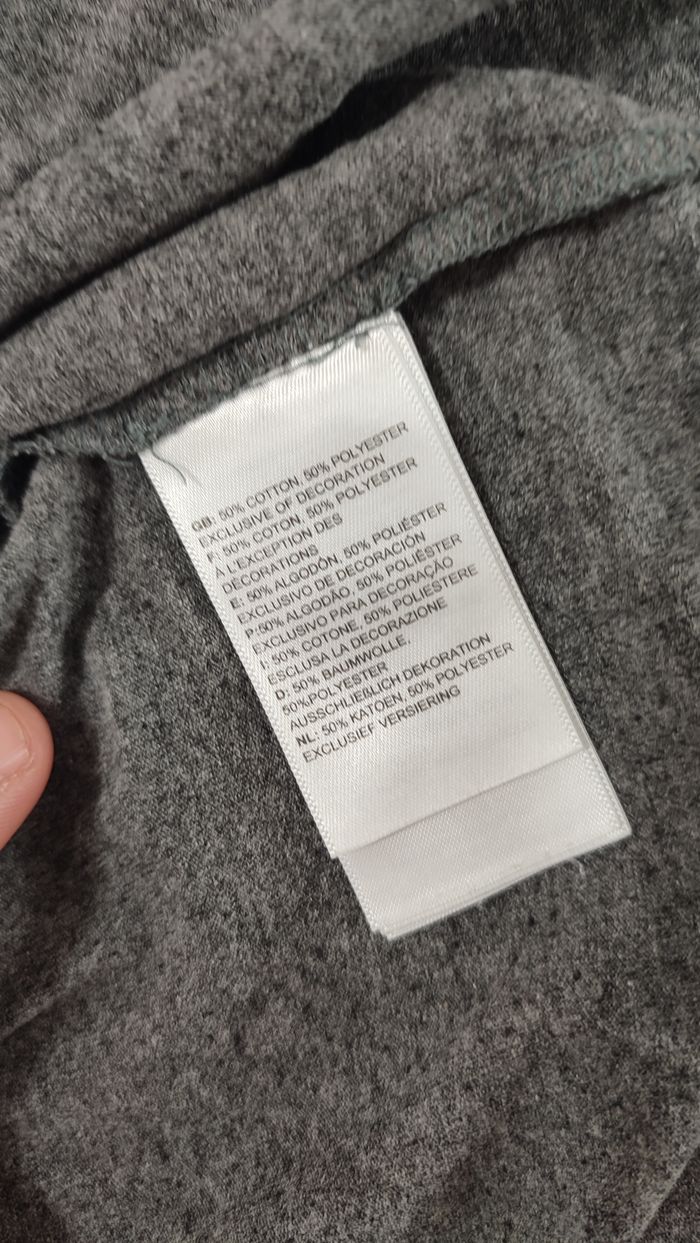 GB: 50% COTTON, 50% POLYESTER
EXCLUSIVE OF DECORATION
F: 50% COTON, 50% POLYESTER
A L'EXCEPTION DES
DÉCORATIONS
E: 50% ALGODÓN, 50% POLIÉSTER
EXCLUSIVO DE DECORACIÓN
P:50% ALGODÃO, 50% POLIÉSTER
EXCLUSIVO PARA DECORAÇÃO
I: 50% COTONE, 50% POLIESTERE
ESCLUSA LA DECORAZIONE
D: 50% BAUMWOLLE,
50%POLYESTER
AUSSCHLIEßLICH DEKORATION
NL: 50% KATOEN, 50% POLYESTER
EXCLUSIEF VERSIERING